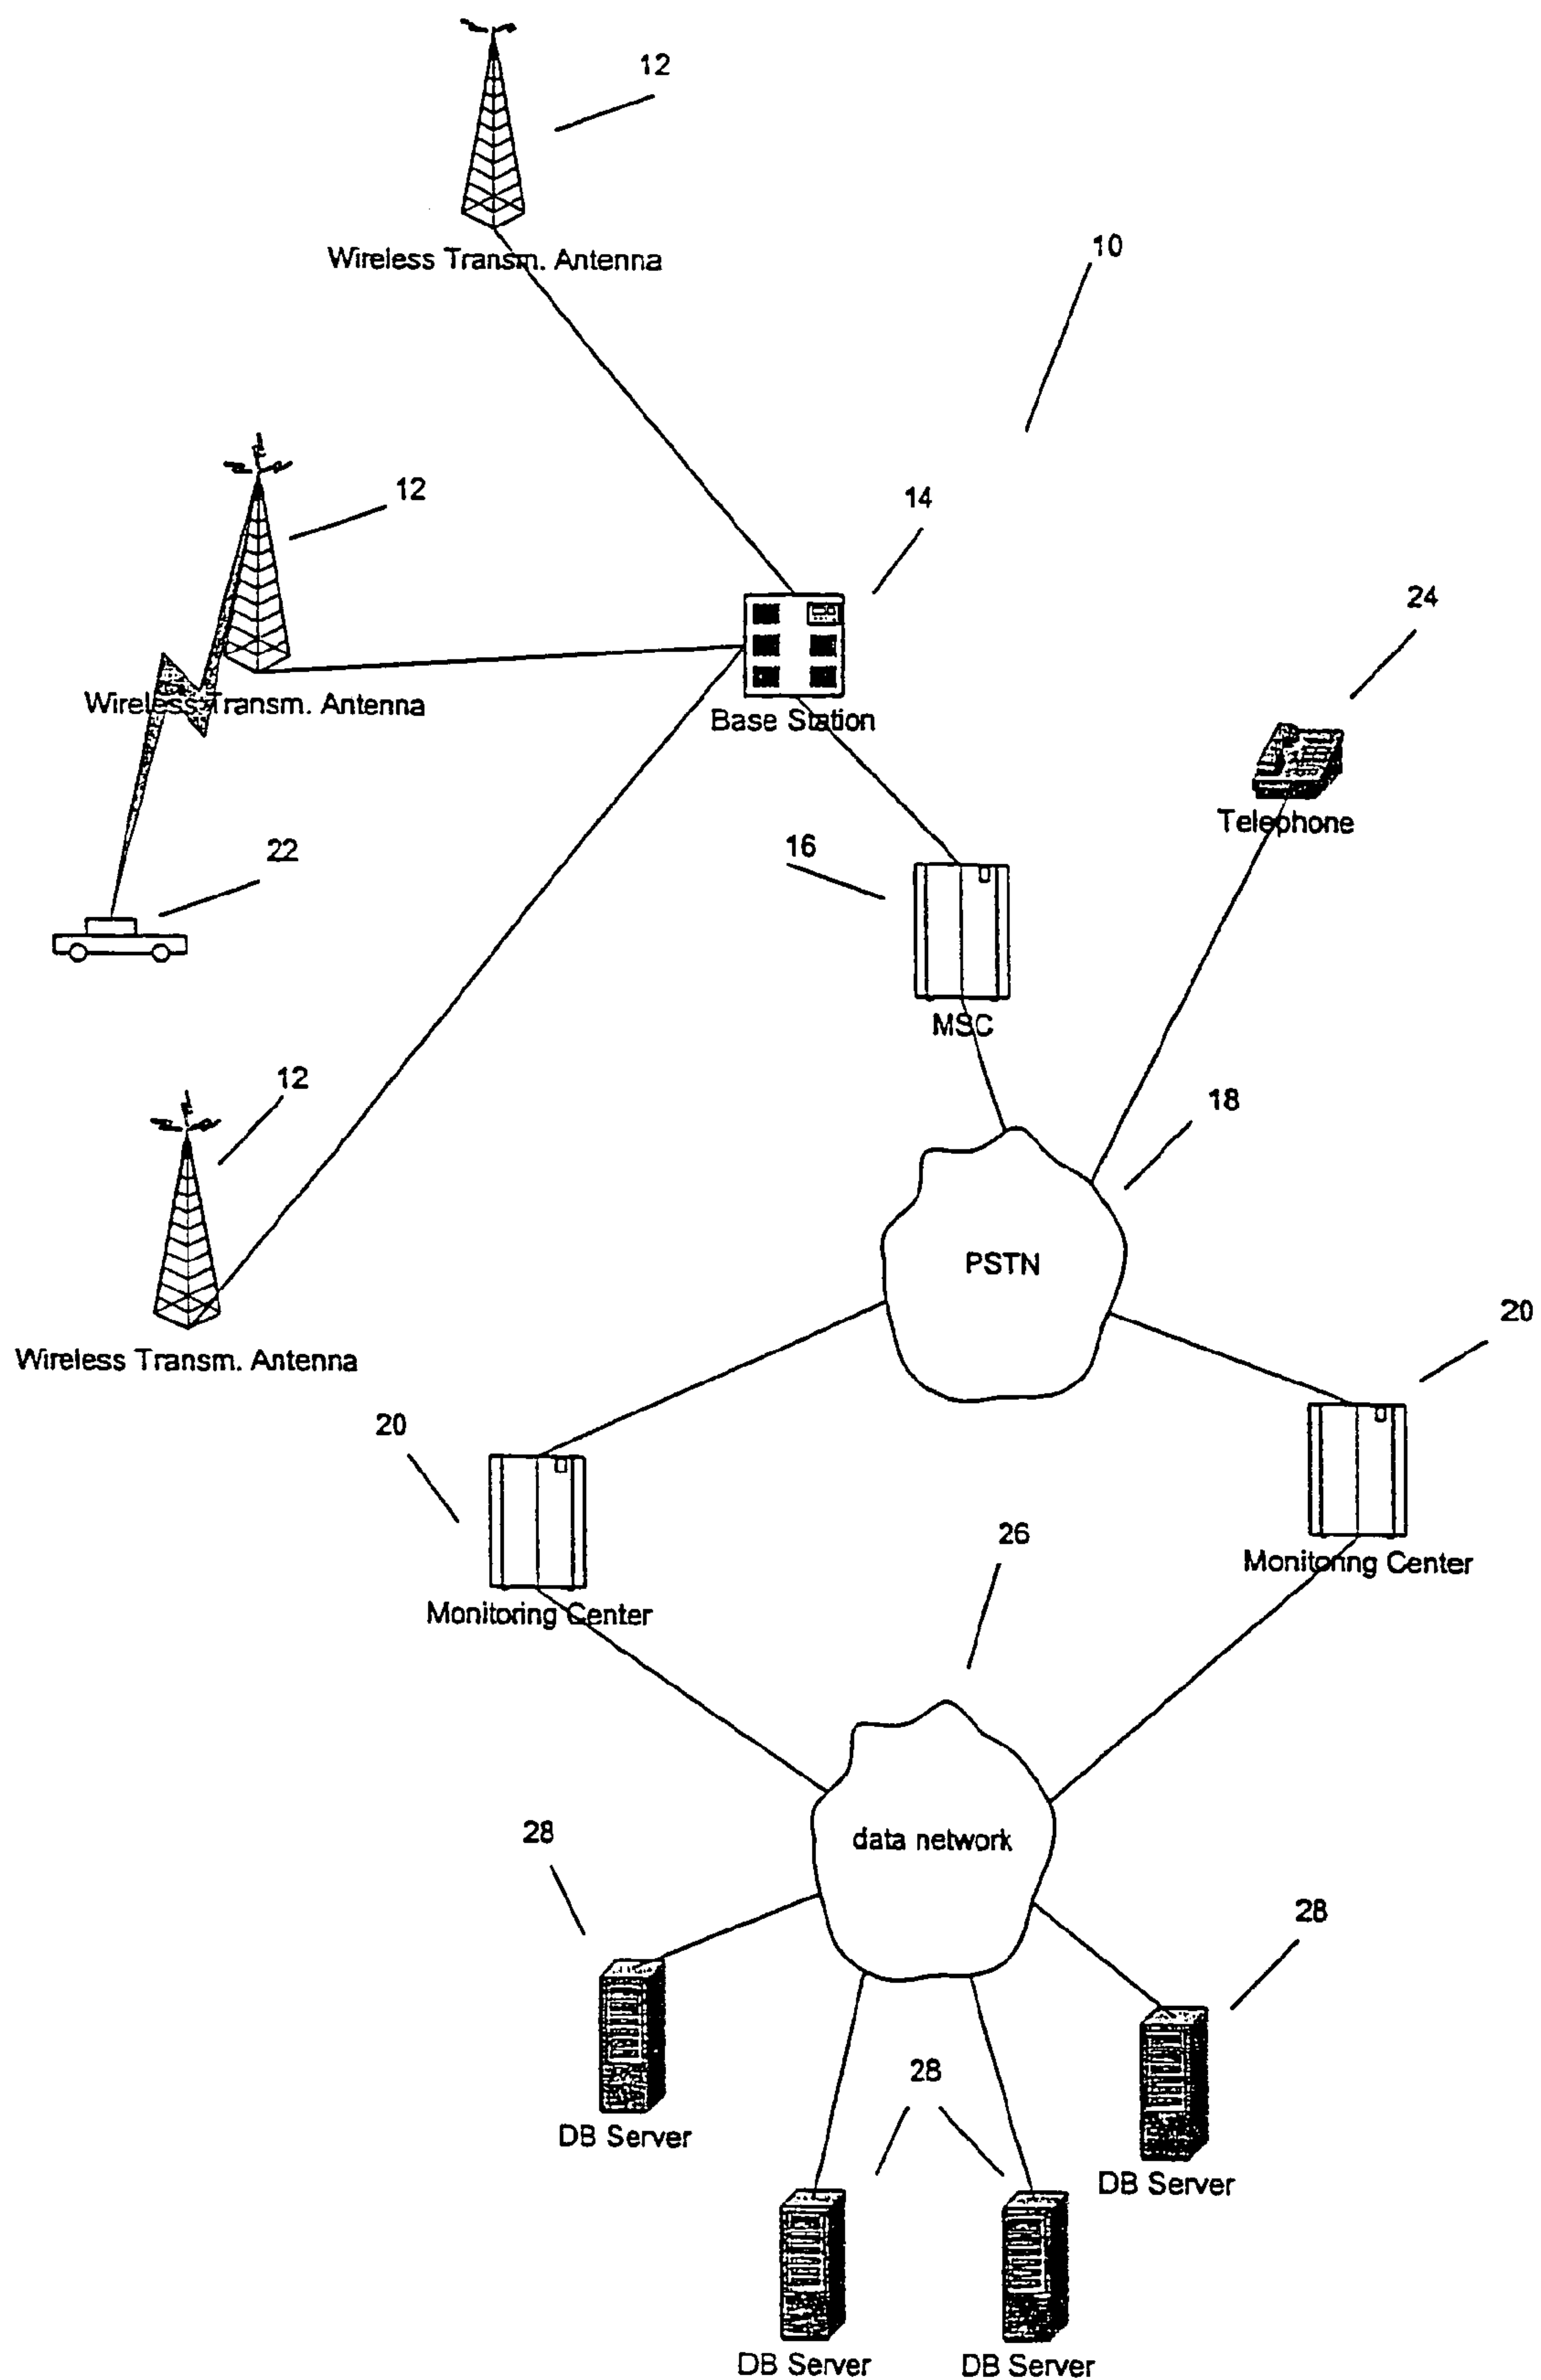 12
Wireless Transm. Antenna
10
12
14
24
Wireless Transm. Antenna
Base Station
Telephone
22
16
MSC
12
18
PSTN
20
Wireless Transm. Antenna
20
26
Monitoring Center
Monitoring Center
28
data network
28
DB Server
28
DB Server
DB Server
DB Server